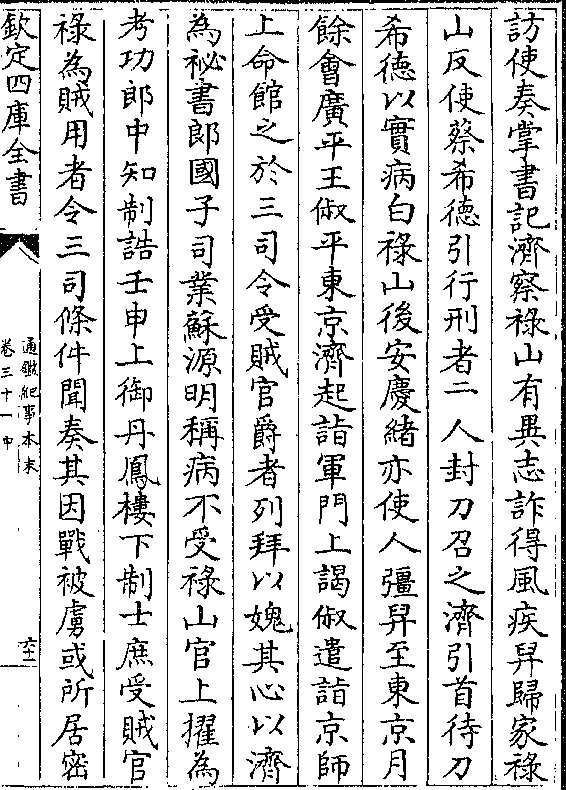 訪使奏掌書記濟察祿山有異志詐得風疾舁歸家祿
山反使蔡希德引行刑者二人封刀召之濟引首待刀
希德以實病白祿山後安慶緒亦使人彊舁至東京月
餘會廣平王俶平東京濟起詣軍門上謁俶遣詣京師
上命館之於三司令受賊官爵者列拜以媿其心以濟
為祕書郎國子司業蘇源明稱病不受祿山官上擢為
考功郎中知制誥壬申上御丹鳳樓下制士庶受賊官
祿為賊用者令三司條件聞奏其因戰被虜或所居密
欽定四庫全書
通鑑紀事本末
卷三十一中
六十二